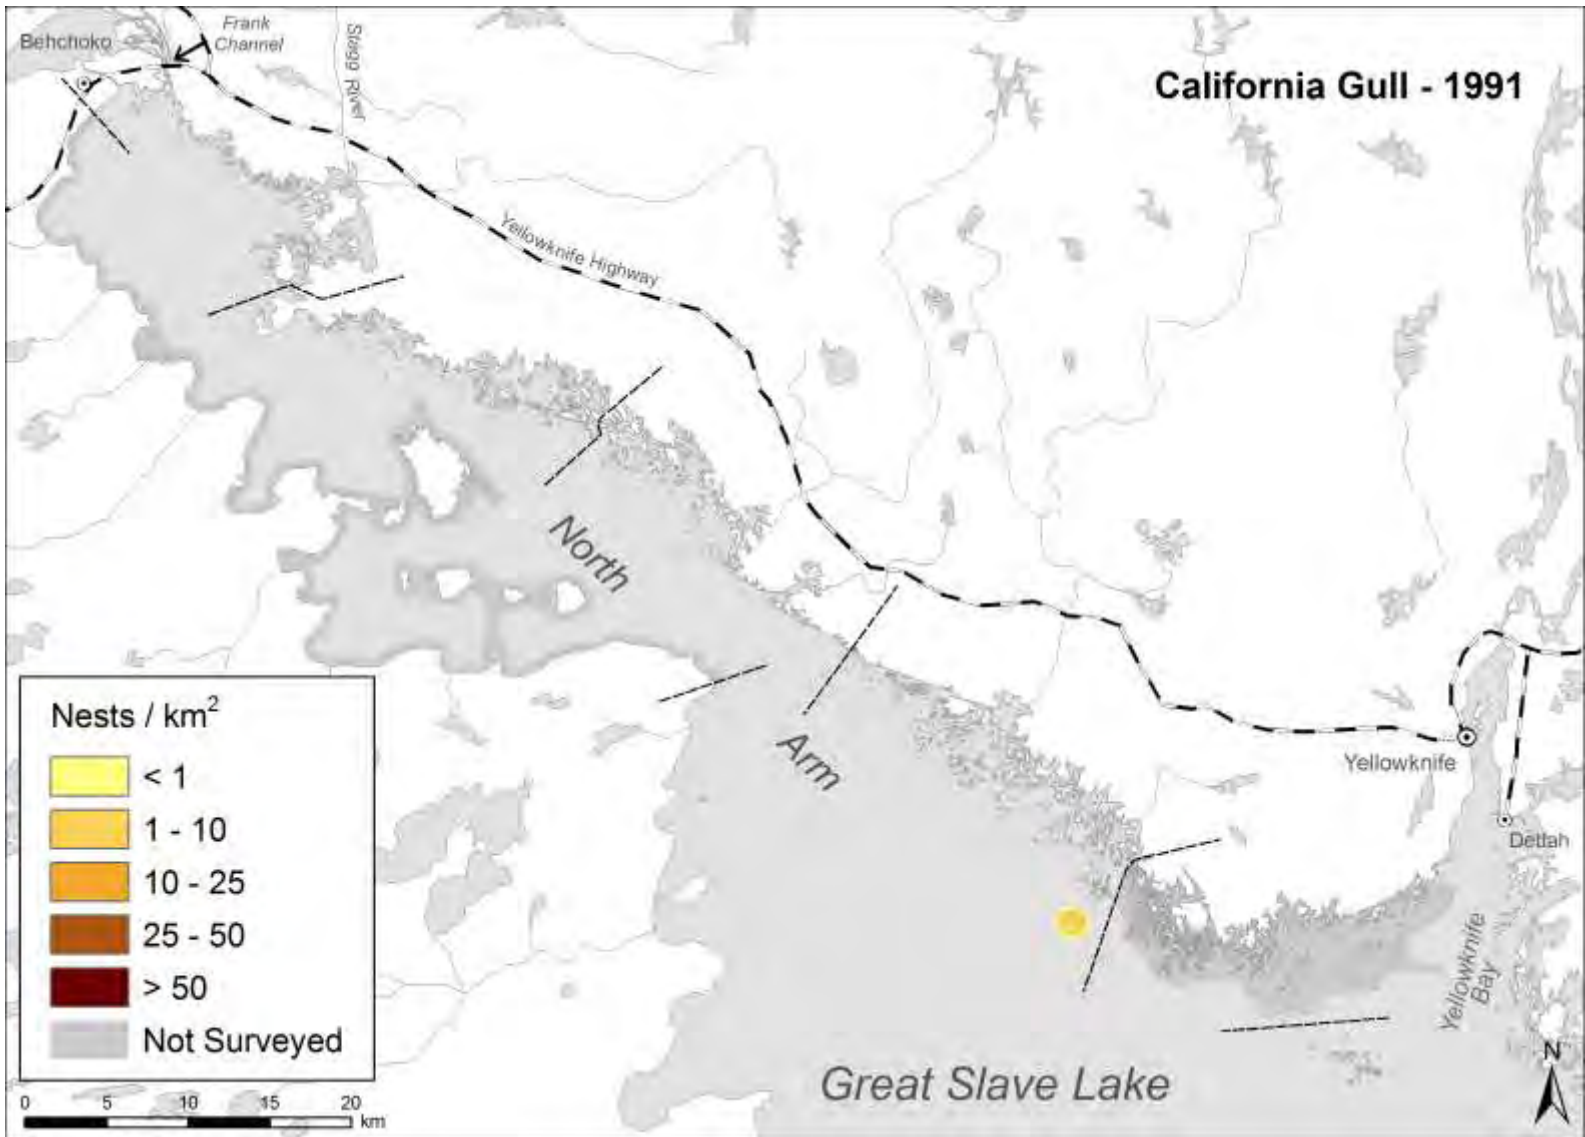 Behchoko
Frank
Channel
Stagg River
California Gull - 1991
Yellowknife Highway
North
Arm
Yellowknife
Dettah
Yellowknife
Bay
Great Slave Lake
N
Nests / km²
< 1
1 - 10
10 - 25
25 - 50
> 50
Not Surveyed
0 5 10 15 20
km